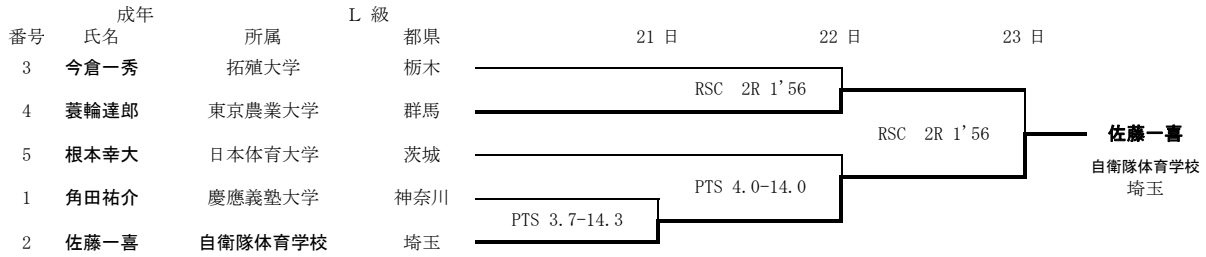 成年 L 級
番号 氏名 所属 都県 21 日 22 日 23 日
3 今倉一秀 拓殖大学 栃木
RSC 2R 1'56
4 蓑輪達郎 東京農業大学 群馬
RSC 2R 1'56 佐藤一喜
5 根本幸大 日本体育大学 茨城
自衛隊体育学校
PTS 4.0-14.0 埼玉
1 角田祐介 慶應義塾大学 神奈川
PTS 3.7-14.3
2 佐藤一喜 自衛隊体育学校 埼玉